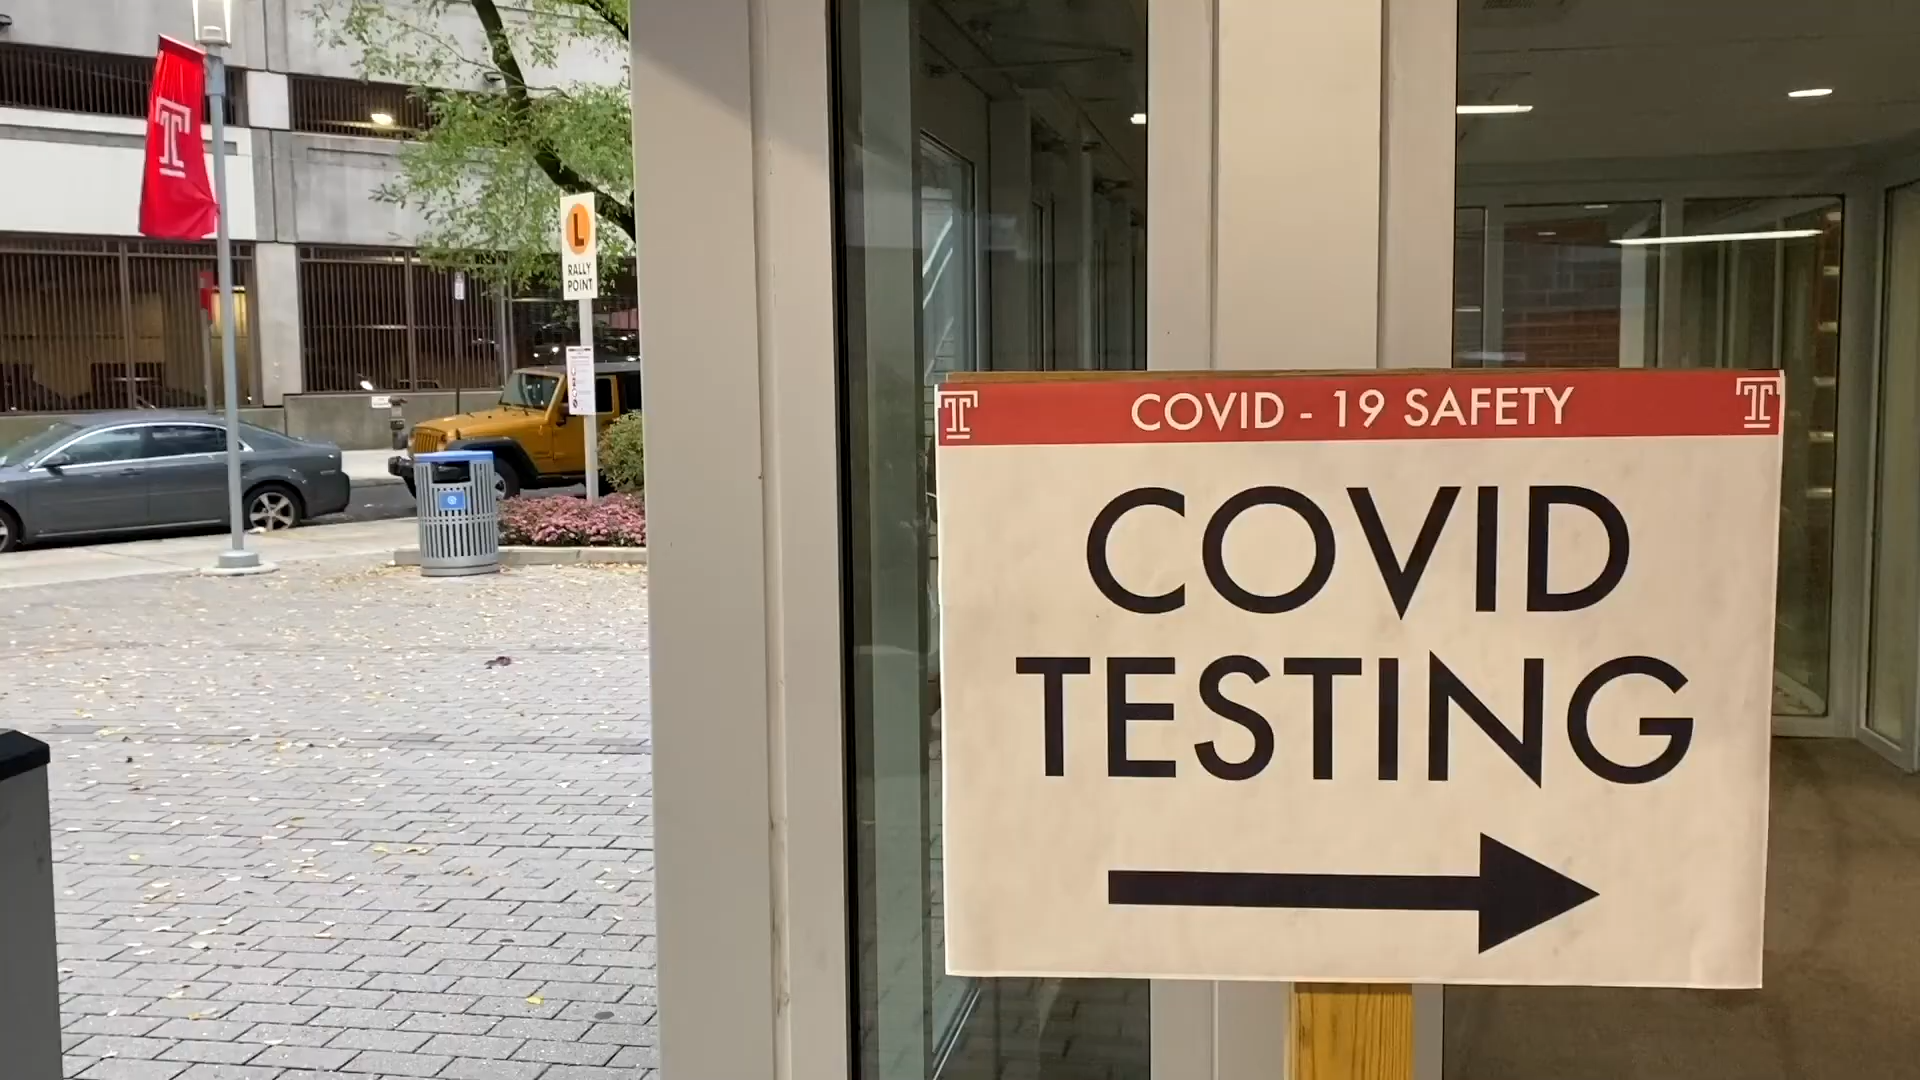 L
RALLY
POINT
COVID - 19 SAFETY
COVID
TESTING